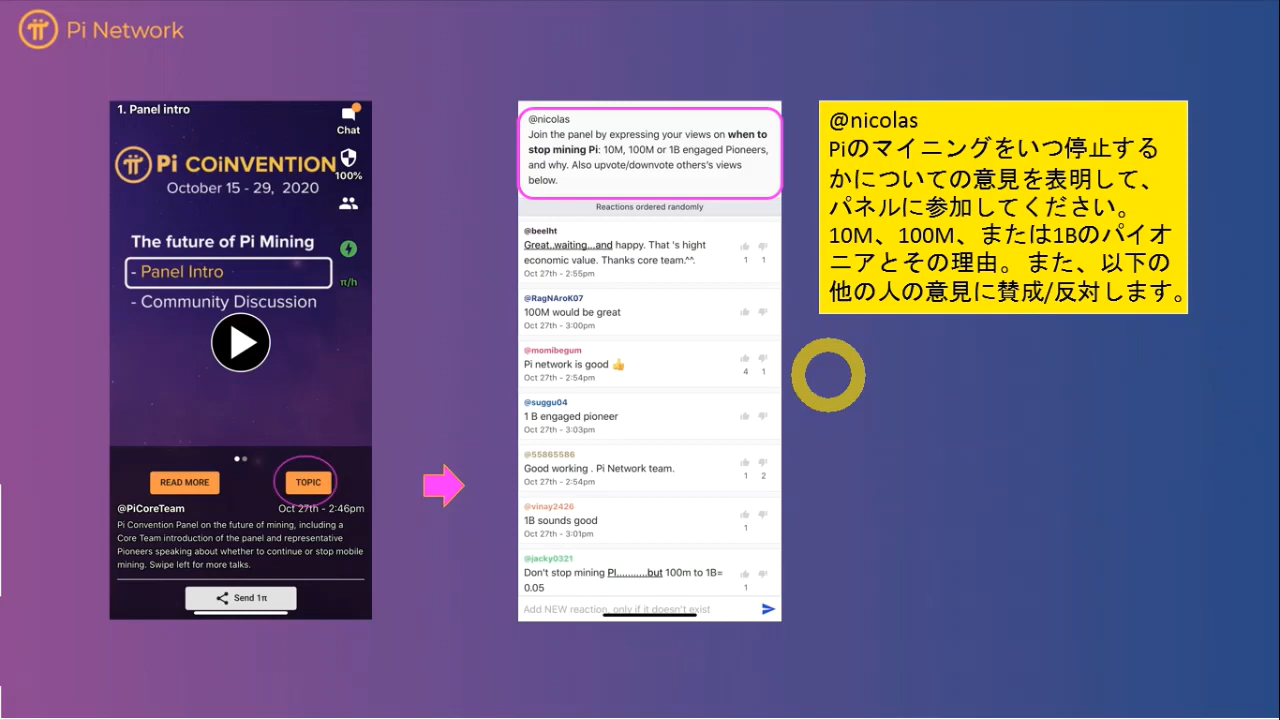 Pi Network
1. Panel intro
Chat
Pi COiNVENTION
100%
October 15 - 29, 2020
The future of Pi Mining
- Panel Intro
π/h
- Community Discussion
READ MORE
TOPIC
@PiCoreTeam
Oct 27th - 2:46pm
Pi Convention Panel on the future of mining, including a
Core Team introduction of the panel and representative
Pioneers speaking about whether to continue or stop mobile
mining. Swipe left for more talks.
Send 1π
@nicolas
Join the panel by expressing your views on when to
stop mining Pi: 10M, 100M or 1B engaged Pioneers,
and why. Also upvote/downvote others's views
below.
Reactions ordered randomly
@beelht
Great..waiting...and happy. That 's hight
economic value. Thanks core team.^^.
1 1
Oct 27th - 2:55pm
@RagNAroK07
100M would be great
Oct 27th - 3:00pm
@momibegum
Pi network is good 👍
4 1
Oct 27th - 2:54pm
@suggu04
1 B engaged pioneer
Oct 27th - 3:03pm
@55865586
Good working . Pi Network team.
1 2
Oct 27th - 2:54pm
@vinay2426
1B sounds good
1
Oct 27th - 3:01pm
@jacky0321
Don't stop mining PI...........but 100m to 1B=
0.05
1
Add NEW reaction, only if it doesn't exist
@nicolas
Piのマイニングをいつ停止する
かについての意見を表明して、
パネルに参加してください。
10M、100M、または1Bのパイオ
ニアとその理由。また、以下の
他の人の意見に賛成/反対します。